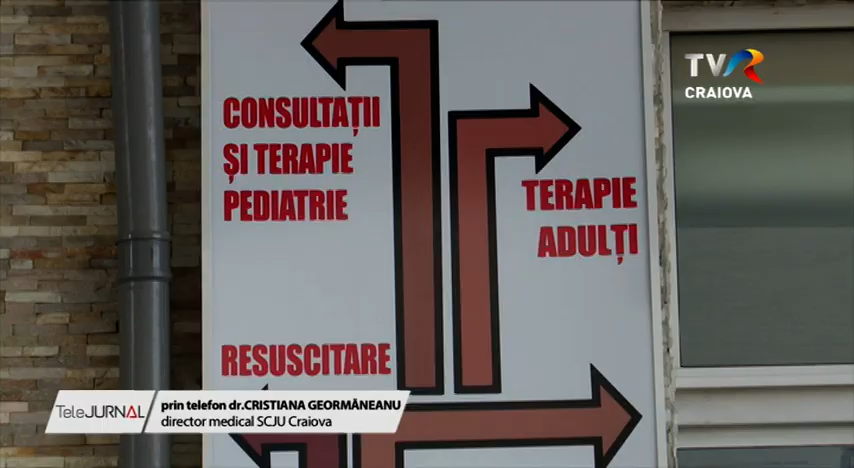 TVR
CRAIOVA
CONSULTAȚII
ȘI TERAPIE
PEDIATRIE
TERAPIE
ADULȚI
RESUSCITARE
TeleJURNAL
prin telefon dr.CRISTIANA GEORMĂNEANU
director medical SCJU Craiova